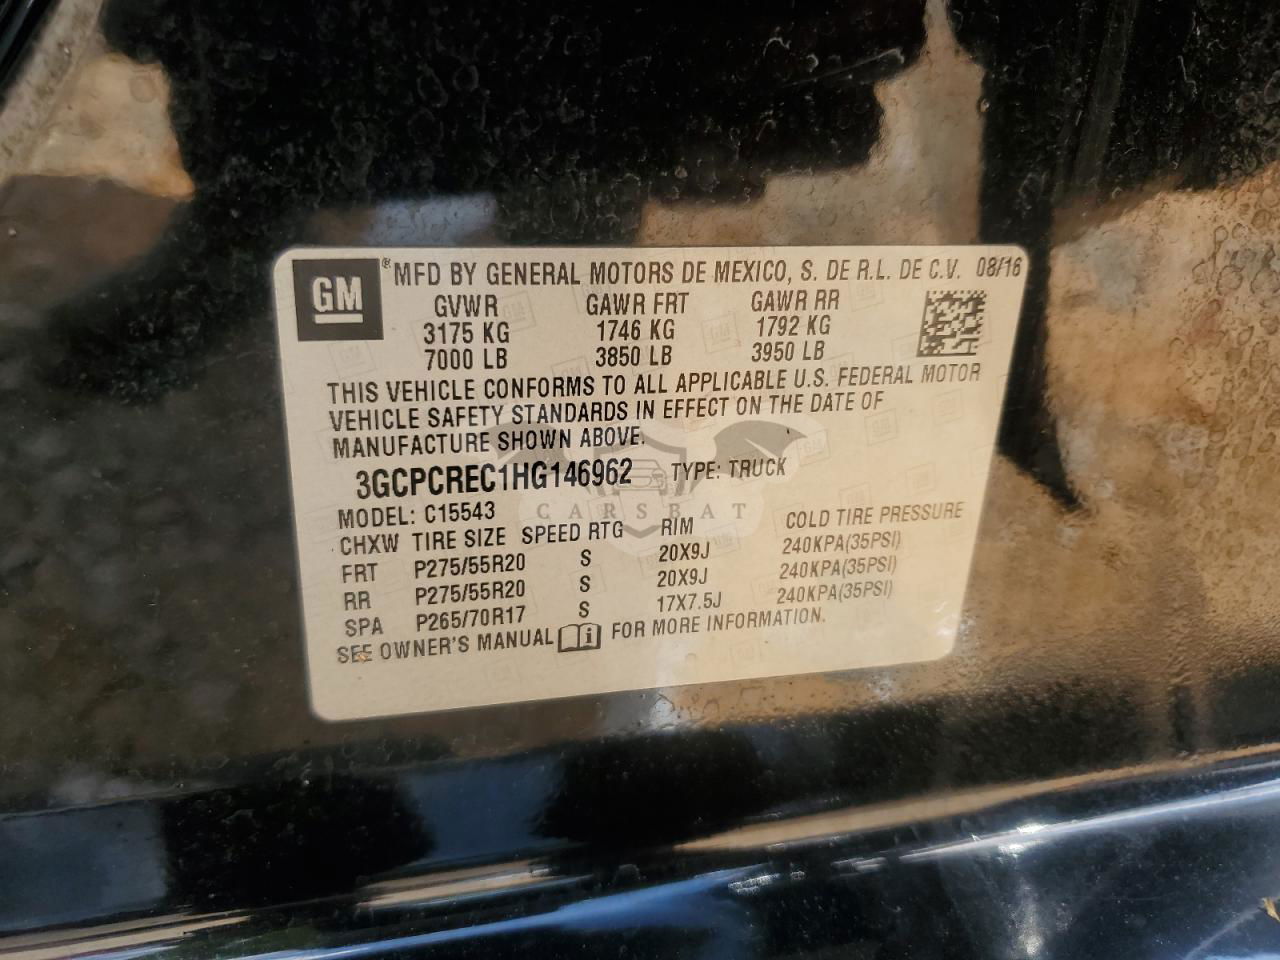 GM ® MFD BY GENERAL MOTORS DE MEXICO, S. DE R.L. DE C.V. 08/16
GVWR GAWR FRT GAWR RR
3175 KG 1746 KG 1792 KG
7000 LB 3850 LB 3950 LB
THIS VEHICLE CONFORMS TO ALL APPLICABLE U.S. FEDERAL MOTOR
VEHICLE SAFETY STANDARDS IN EFFECT ON THE DATE OF
MANUFACTURE SHOWN ABOVE.
3GCPCREC1HG146962 TYPE: TRUCK
MODEL: C15543
CARSBAT
CHXW TIRE SIZE SPEED RTG RIM COLD TIRE PRESSURE
FRT P275/55R20 S 20X9J 240KPA(35PSI)
RR P275/55R20 S 20X9J 240KPA(35PSI)
SPA P265/70R17 S 17X7.5J 240KPA(35PSI)
SEE OWNER'S MANUAL i FOR MORE INFORMATION.